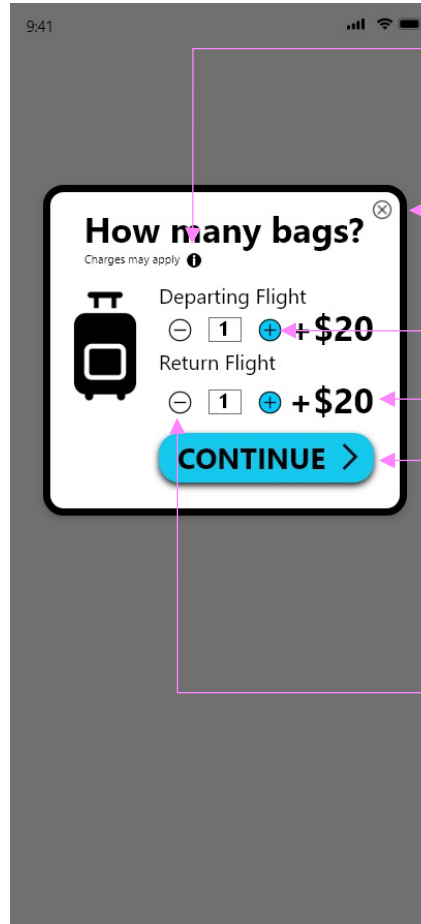 9:41
How many bags?
Charges may apply i
Departing Flight
1 +$20
Return Flight
1 +$20
CONTINUE